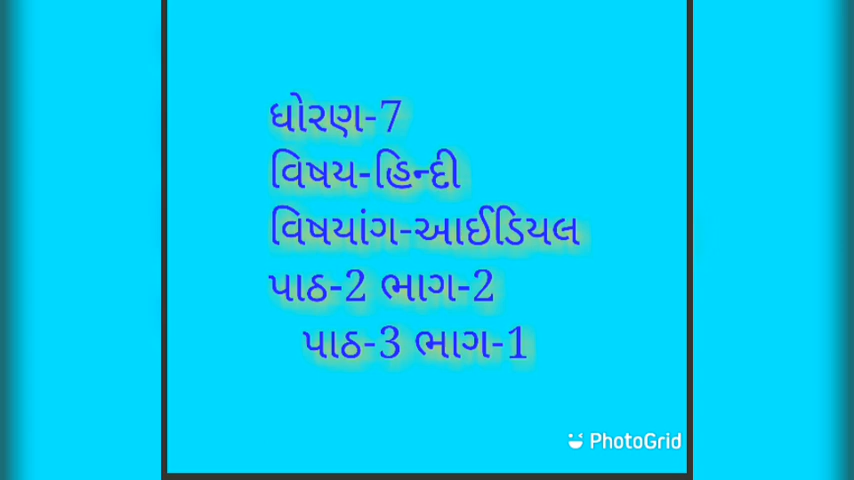 ધોરણ-7
વિષય-હિન્દી
વિષયાંગ-આઈડિયલ
પાઠ-2 ભાગ-2
પાઠ-3 ભાગ-1
PhotoGrid